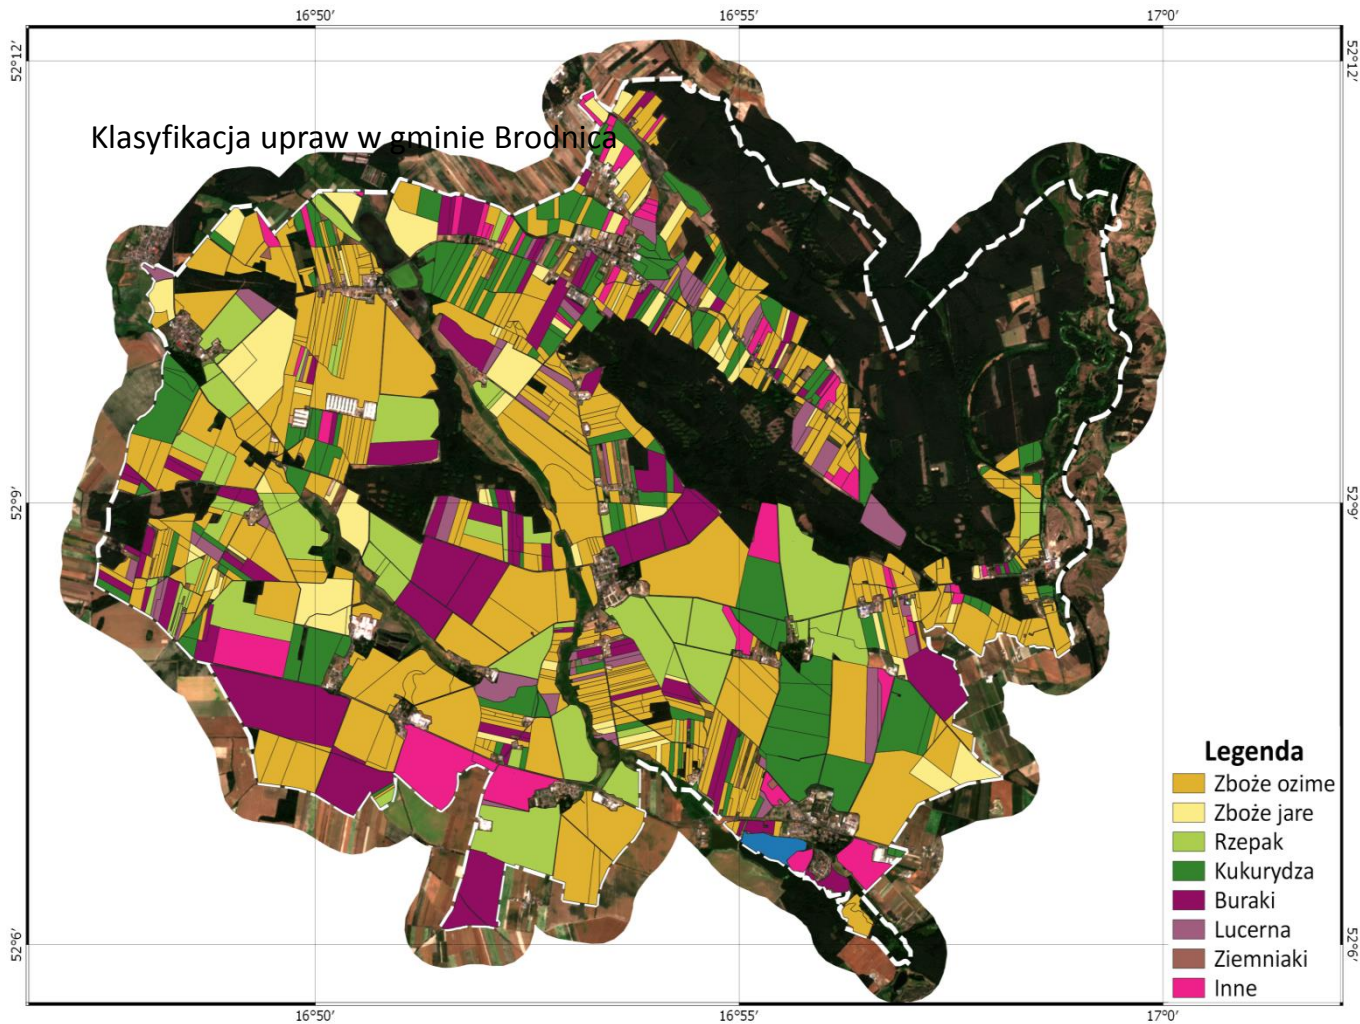 16°50′ 16°55′ 17°0′
52°12′ 52°12′
Klasyfikacja upraw w gminie Brodnica
52°9′ 52°9′
Legenda
Zboże ozime
Zboże jare
Rzepak
Kukurydza
Buraki
Lucerna
Ziemniaki
Inne
52°6′ 52°6′
16°50′ 16°55′ 17°0′